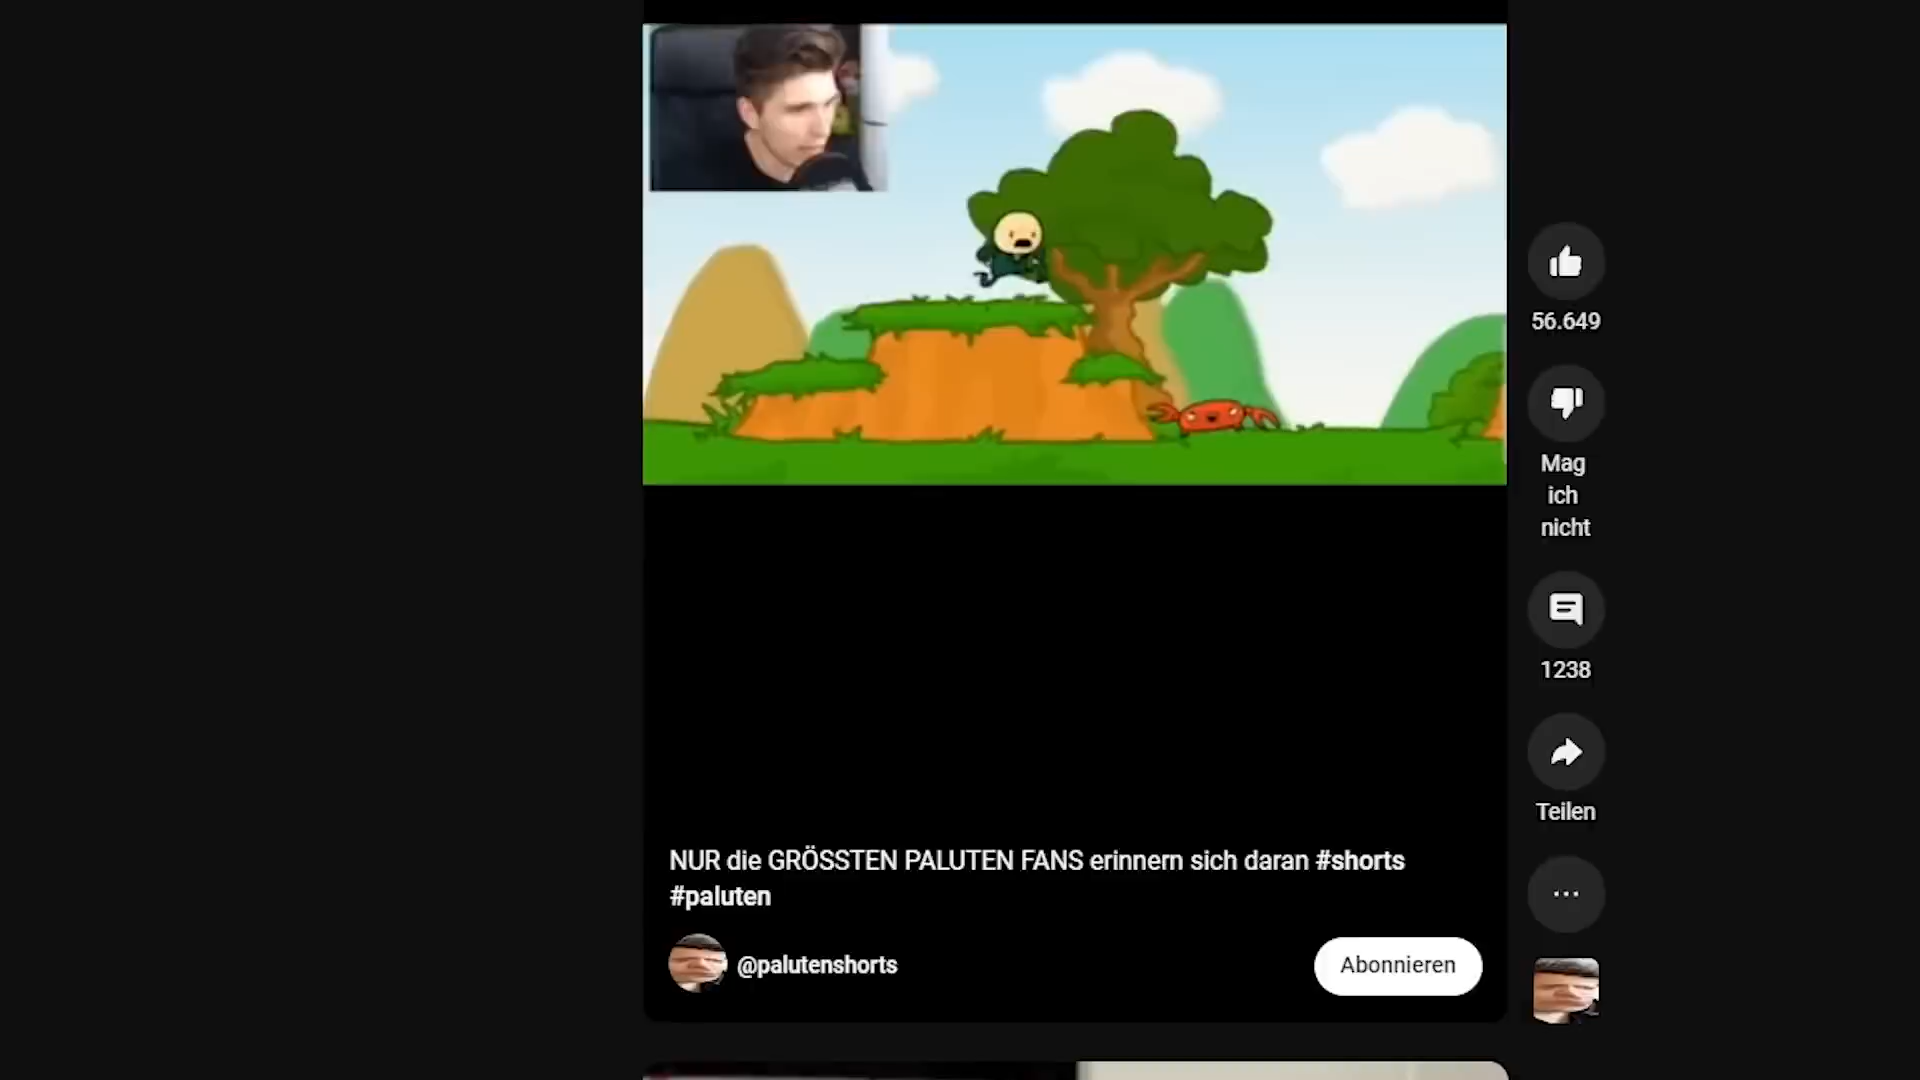 56.649
Mag
ich
nicht
1238
Teilen
NUR die GRÖSSTEN PALUTEN FANS erinnern sich daran #shorts
#paluten
@palutenshorts
Abonnieren